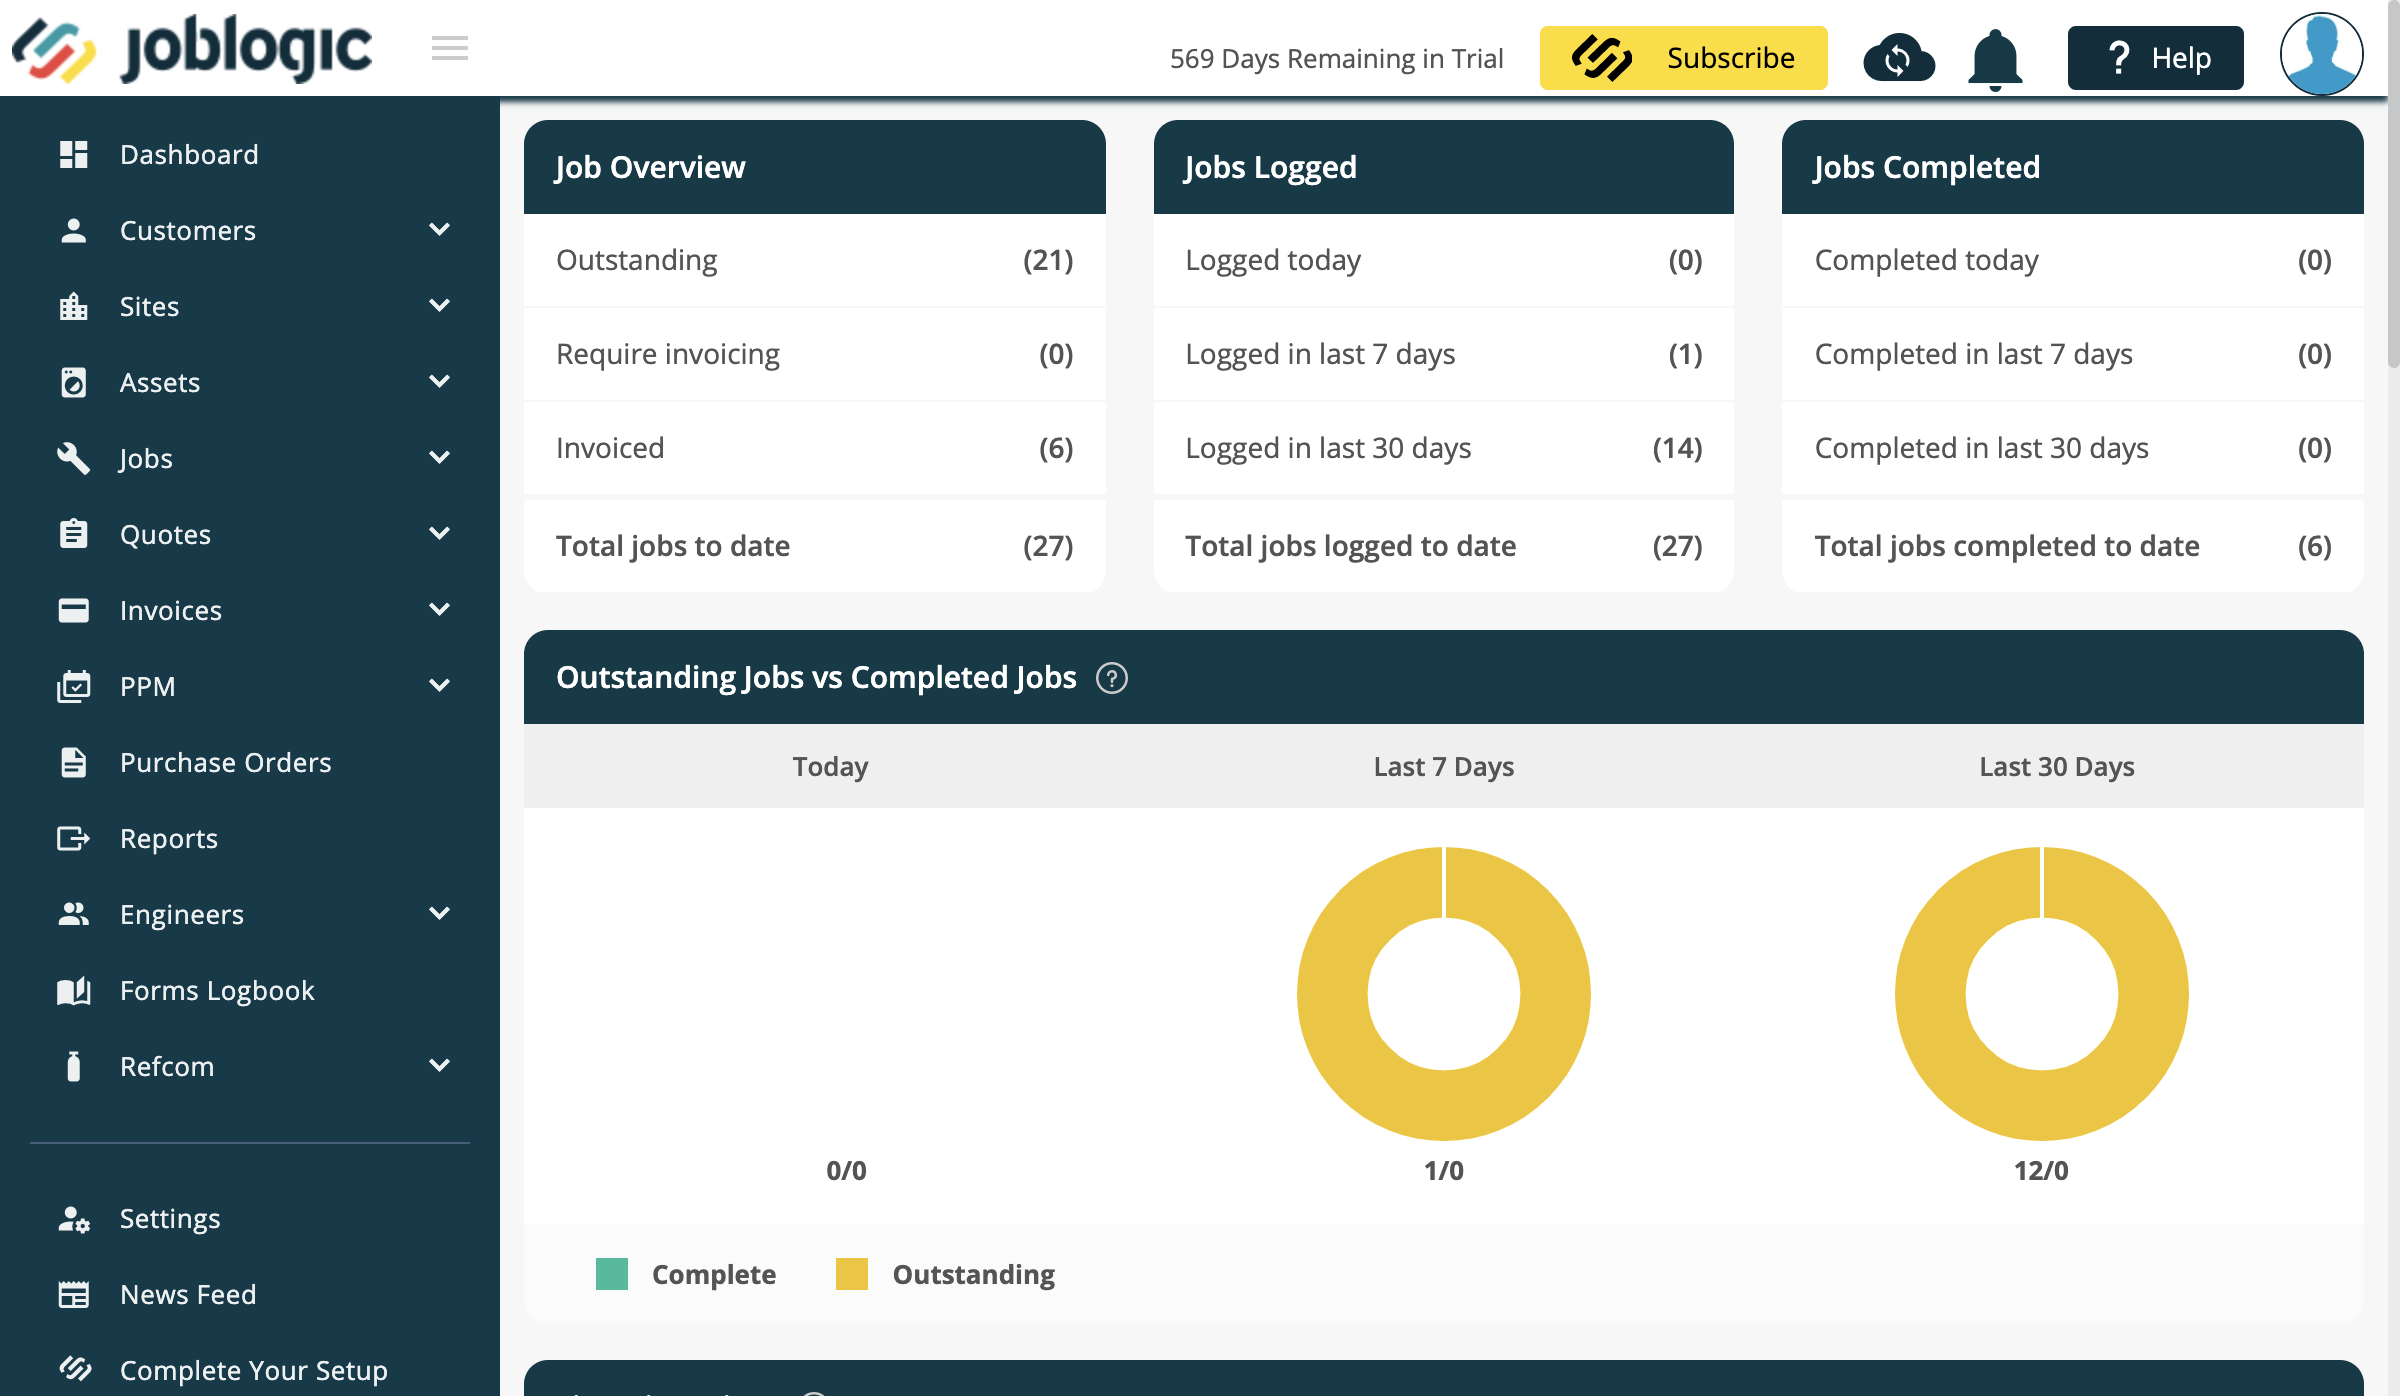 joblogic
569 Days Remaining in Trial
Subscribe
? Help
Dashboard
Customers
Sites
Assets
Jobs
Quotes
Invoices
PPM
Purchase Orders
Reports
Engineers
Forms Logbook
Refcom
Settings
News Feed
Complete Your Setup
Job Overview
Outstanding (21)
Require invoicing (0)
Invoiced (6)
Total jobs to date (27)
Jobs Logged
Logged today (0)
Logged in last 7 days (1)
Logged in last 30 days (14)
Total jobs logged to date (27)
Jobs Completed
Completed today (0)
Completed in last 7 days (0)
Completed in last 30 days (0)
Total jobs completed to date (6)
Outstanding Jobs vs Completed Jobs ?
Today Last 7 Days Last 30 Days
0/0 1/0 12/0
Complete Outstanding